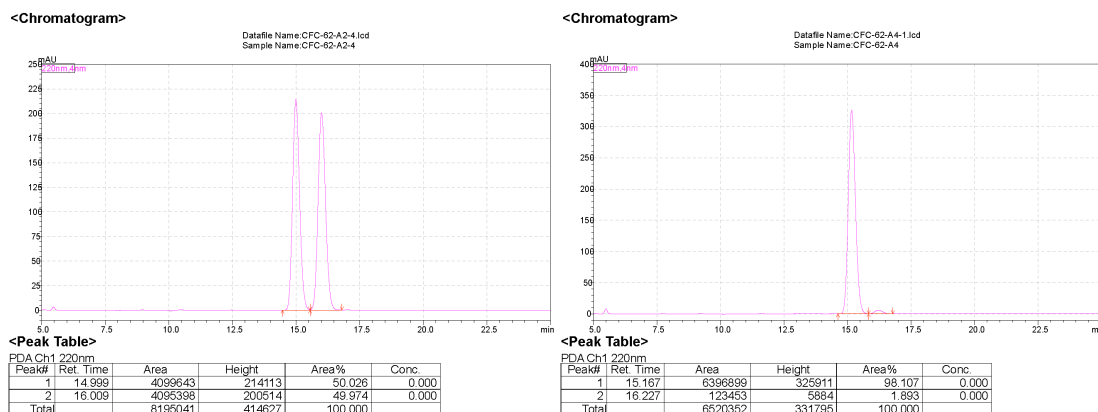 <Chromatogram>
Datafile Name:CFC-62-A2-4.lcd
Sample Name:CFC-62-A2-4
mAU
220nm,4nm
250
225
200
175
150
125
100
75
50
25
0
5.0 7.5 10.0 12.5 15.0 17.5 20.0 22.5 min
<Peak Table>
PDA Ch1 220nm
Peak# Ret. Time Area Height Area% Conc.
1 14.999 4099643 214113 50.026 0.000
2 16.009 4095398 200514 49.974 0.000
Total 8195041 414627 100.000
<Chromatogram>
Datafile Name:CFC-62-A4-1.lcd
Sample Name:CFC-62-A4
mAU
220nm,4nm
400
350
300
250
200
150
100
50
0
5.0 7.5 10.0 12.5 15.0 17.5 20.0 22.5 m
<Peak Table>
PDA Ch1 220nm
Peak# Ret. Time Area Height Area% Conc.
1 15.167 6396899 325911 98.107 0.000
2 16.227 123453 5884 1.893 0.000
Total 6520352 331795 100.000